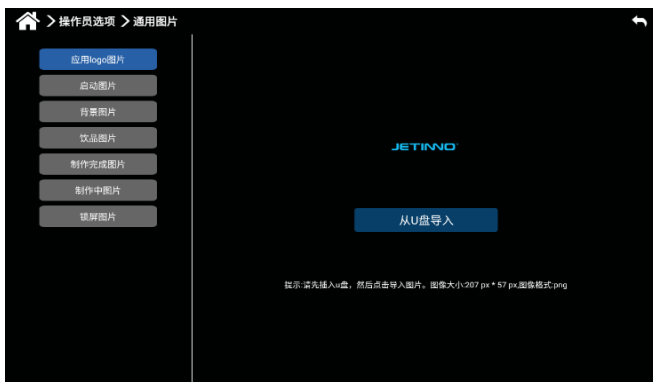 操作员选项 通用图片
应用logo图片
启动图片
背景图片
饮品图片
制作完成图片
制作中图片
锁屏图片
JETINNO
从U盘导入
提示:请先插入u盘，然后点击导入图片。图像大小:207 px * 57 px,图像格式:png